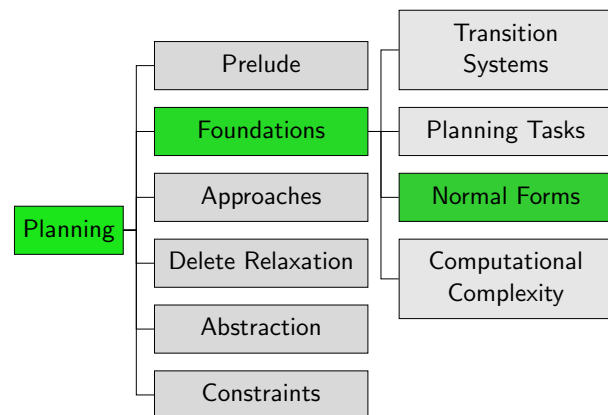 Planning
Prelude
Foundations
Approaches
Delete Relaxation
Abstraction
Constraints
Transition
Systems
Planning Tasks
Normal Forms
Computational
Complexity